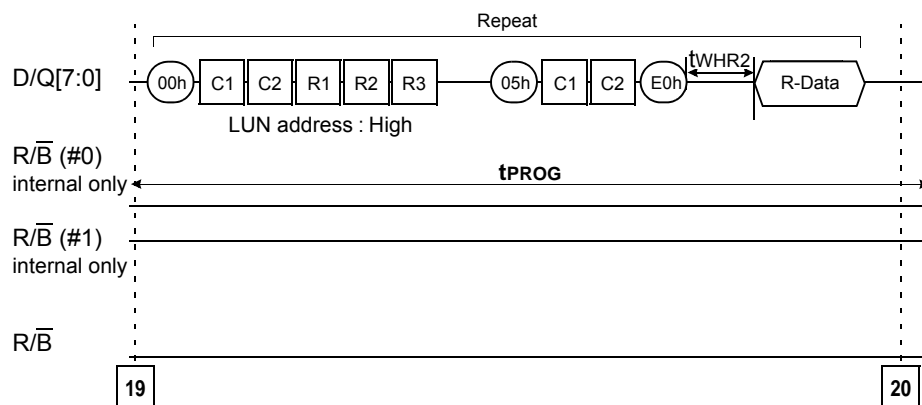 Repeat
D/Q[7:0] 00h C1 C2 R1 R2 R3 05h C1 C2 E0h tWHR2 R-Data
LUN address : High
R/B̅ (#0)
internal only
tPROG
R/B̅ (#1)
internal only
R/B̅
19 20